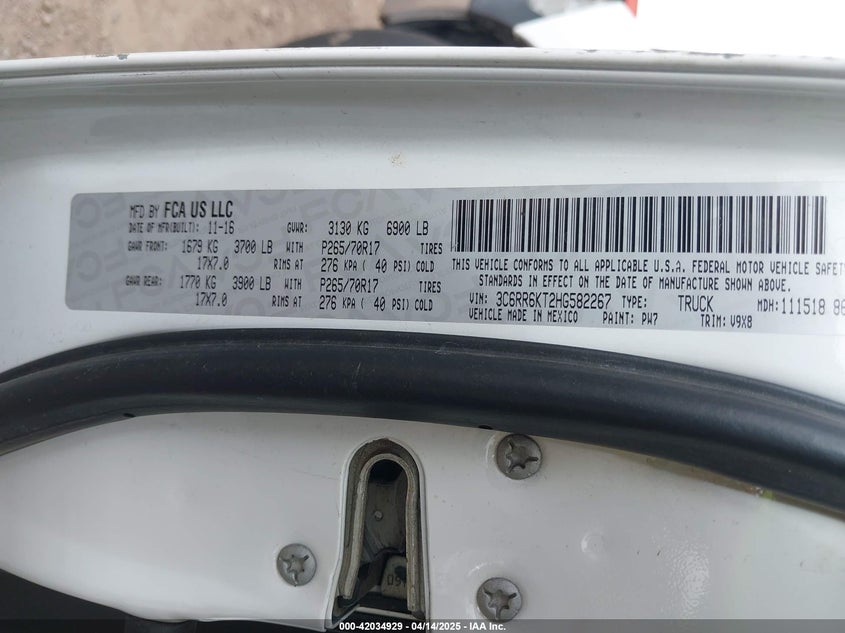 MFD BY FCA US LLC
DATE OF MFR(BUILT): 11-16 GVWR: 3130 KG 6900 LB
GAWR FRONT: 1679 KG 3700 LB WITH P265/70R17 TIRES
17X7.0 RIMS AT 276 KPA ( 40 PSI) COLD
GAWR REAR: 1770 KG 3900 LB WITH P265/70R17 TIRES
17X7.0 RIMS AT 276 KPA ( 40 PSI) COLD
THIS VEHICLE CONFORMS TO ALL APPLICABLE U.S.A. FEDERAL MOTOR VEHICLE SAFETY
STANDARDS IN EFFECT ON THE DATE OF MANUFACTURE SHOWN ABOVE.
VIN: 3C6RR6KT2HG582267 TYPE: TRUCK MDH:111518 86
VEHICLE MADE IN MEXICO PAINT: PW7 TRIM: V9X8
000-42034929 - 04/14/2025 - IAA Inc.